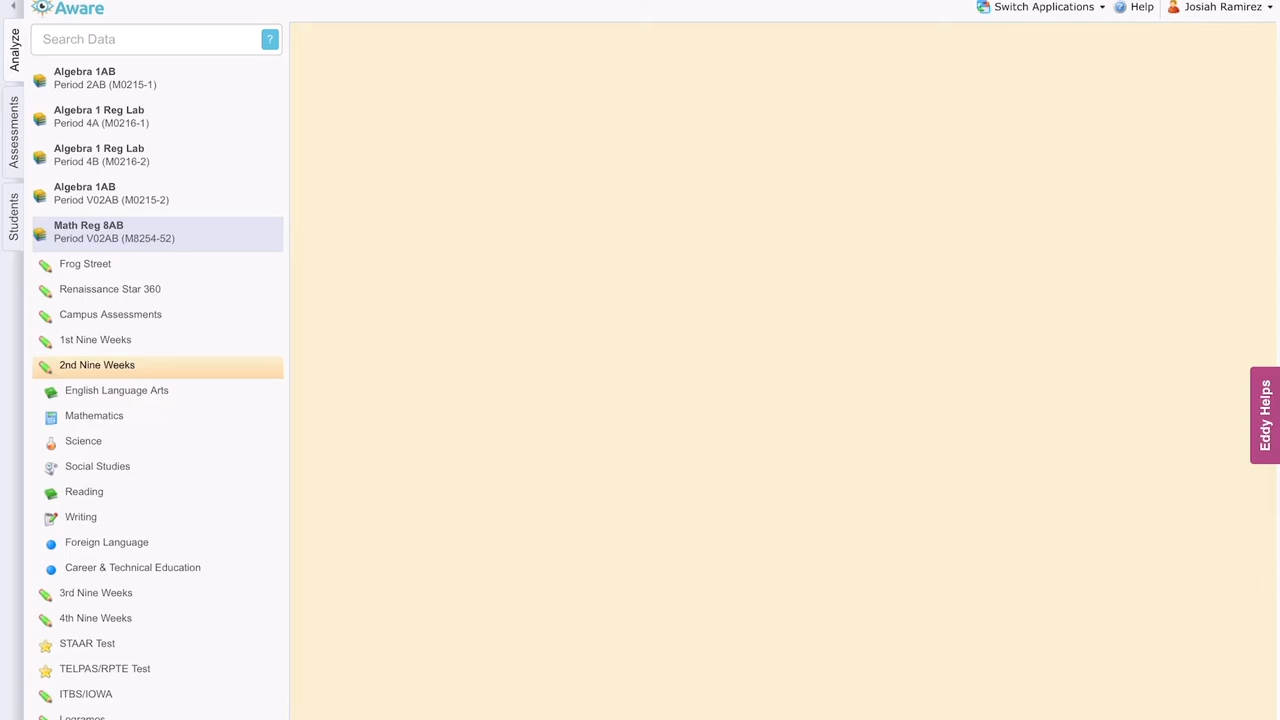 Aware
Switch Applications
Help
Josiah Ramirez
Analyze
Assessments
Students
Search Data
?
Algebra 1AB
Period 2AB (M0215-1)
Algebra 1 Reg Lab
Period 4A (M0216-1)
Algebra 1 Reg Lab
Period 4B (M0216-2)
Algebra 1AB
Period V02AB (M0215-2)
Math Reg 8AB
Period V02AB (M8254-52)
Frog Street
Renaissance Star 360
Campus Assessments
1st Nine Weeks
2nd Nine Weeks
English Language Arts
Mathematics
Science
Social Studies
Reading
Writing
Foreign Language
Career & Technical Education
3rd Nine Weeks
4th Nine Weeks
STAAR Test
TELPAS/RPTE Test
ITBS/IOWA
Logramos
Eddy Helps